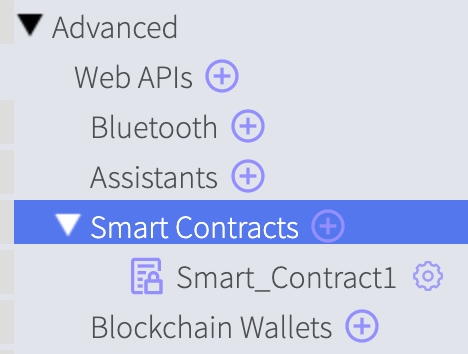 Advanced
Web APIs
Bluetooth
Assistants
Smart Contracts
Smart_Contract1
Blockchain Wallets